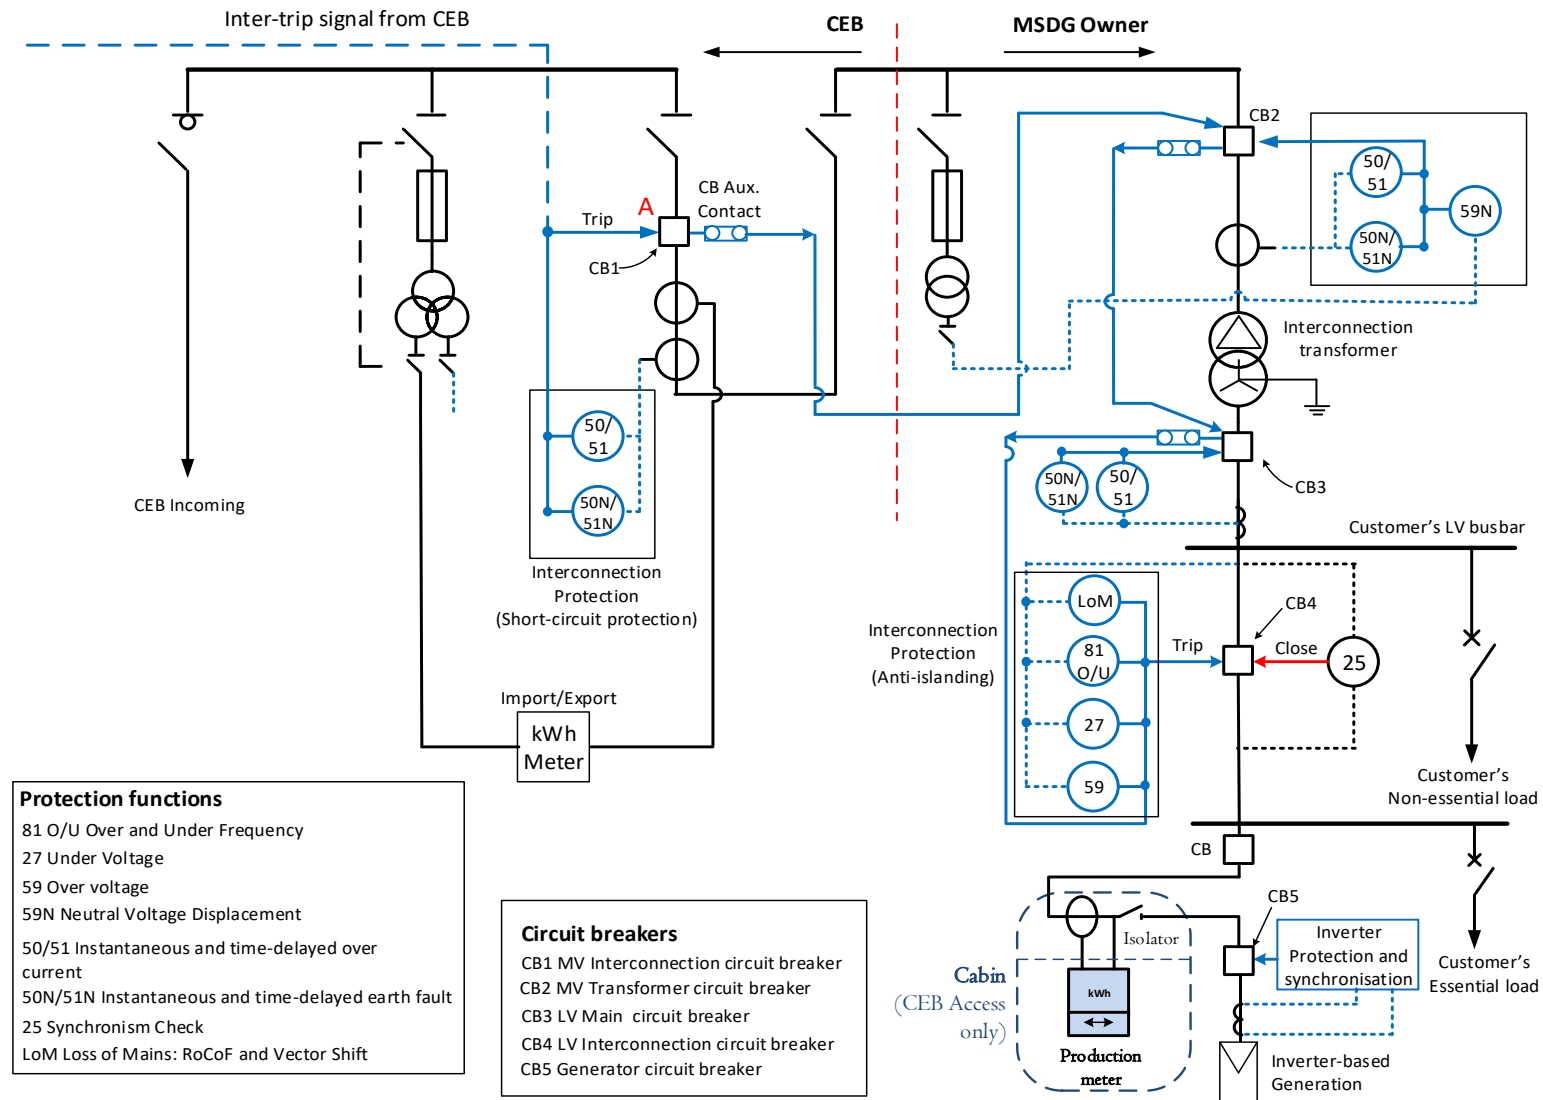 Inter-trip signal from CEB
CEB
MSDG Owner
CB2
50/
51
59N
50N/
51N
CB Aux.
Contact
A
Trip
CB1
Interconnection
transformer
50/
51
50N/
51N
CEB Incoming
Interconnection
Protection
(Short-circuit protection)
50N/
51N
50/
51
CB3
Customer's LV busbar
LoM
CB4
Interconnection
Protection
(Anti-islanding)
81
O/U
Trip
Close
25
27
59
Import/Export
kWh
Meter
Customer's
Non-essential load
Protection functions
81 O/U Over and Under Frequency
27 Under Voltage
59 Over voltage
59N Neutral Voltage Displacement
50/51 Instantaneous and time-delayed over
current
50N/51N Instantaneous and time-delayed earth fault
25 Synchronism Check
LoM Loss of Mains: RoCoF and Vector Shift
Circuit breakers
CB1 MV Interconnection circuit breaker
CB2 MV Transformer circuit breaker
CB3 LV Main circuit breaker
CB4 LV Interconnection circuit breaker
CB5 Generator circuit breaker
CB
CB5
Isolator
Inverter
Protection and
synchronisation
Cabin
(CEB Access
only)
kWh
Production
meter
Customer's
Essential load
Inverter-based
Generation